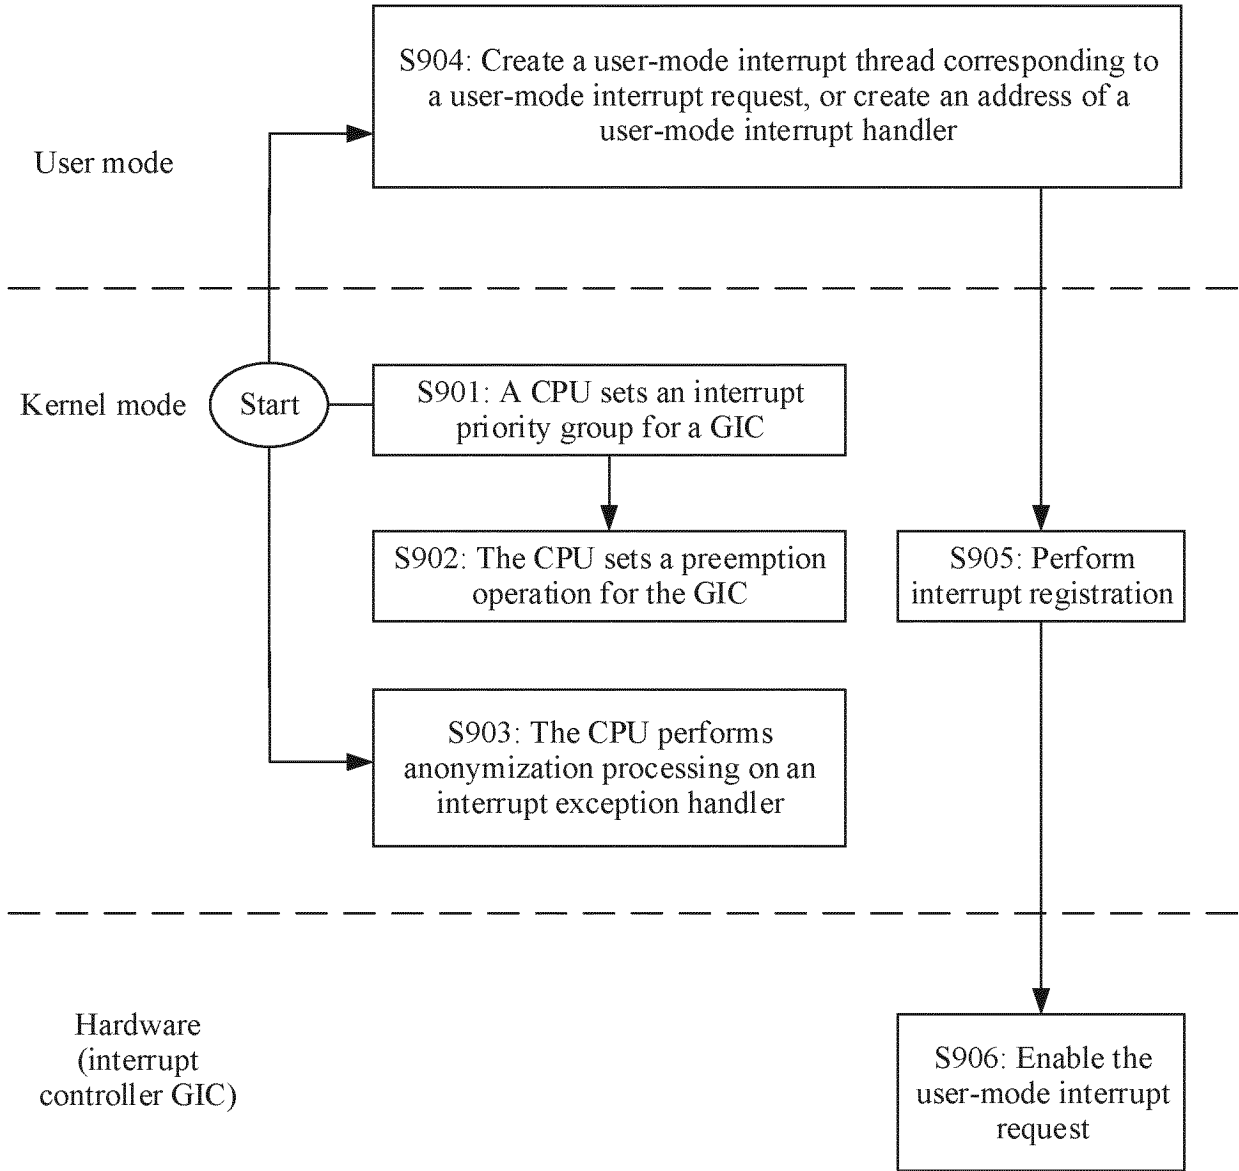 S904: Create a user-mode interrupt thread corresponding to
a user-mode interrupt request, or create an address of a
user-mode interrupt handler
User mode
Kernel mode
Start
S901: A CPU sets an interrupt
priority group for a GIC
S902: The CPU sets a preemption
operation for the GIC
S905: Perform
interrupt registration
S903: The CPU performs
anonymization processing on an
interrupt exception handler
Hardware
(interrupt
controller GIC)
S906: Enable the
user-mode interrupt
request